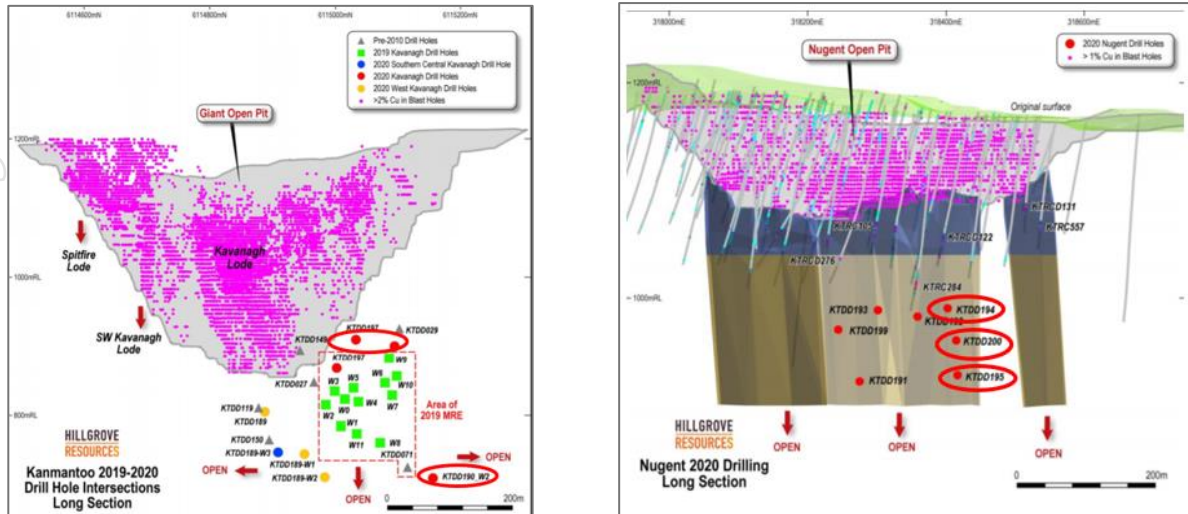 6114600mN
6114800mN
6115000mN
6115200mN
Pre-2010 Drill Holes
2019 Kavanagh Drill Holes
2020 Southern Central Kavanagh Drill Hole
2020 Kavanagh Drill Holes
2020 West Kavanagh Drill Holes
>2% Cu in Blast Holes
Giant Open Pit
1200mRL
Spitfire
Lode
Kavanagh
Lode
1000mRL
SW Kavanagh
Lode
KTDD197
KTDD029
KTDD149
KTDD197
W9
KTDD027
W3
W5
W6
W10
W2
W0
W4
W7
Area of
2019 MRE
800mRL
KTDD119
KTDD189
W1
W11
W8
KTDD150
KTDD071
KTDD189-W3
OPEN
KTDD189-W1
KTDD189-W2
OPEN
OPEN
KTDD190_W2
HILLGROVE
RESOURCES
Kanmantoo 2019-2020
Drill Hole Intersections
Long Section
0
200m
318000mE
318200mE
318400mE
318600mE
2020 Nugent Drill Holes
> 1% Cu in Blast Holes
Nugent Open Pit
1200mRL
Original surface
KTRCD131
KTRC557
KTRCD122
KTRCD276
KTRC284
1000mRL
KTDD193
KTDD194
KTDD199
KTDD200
KTDD191
KTDD195
HILLGROVE
RESOURCES
OPEN
OPEN
OPEN
Nugent 2020 Drilling
Long Section
0
200m